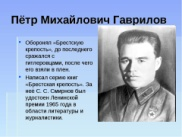 Пётр Михайлович Гаврилов
Оборонял «Брестскую
крепость», до последнего
сражался с
гитлеровцами, после чего
его взяли в плен.
Написал серию книг
«Брестская крепость». За
нее С. С. Смирнов был
удостоен Ленинской
премии 1965 года в
области литературы и
журналистики.